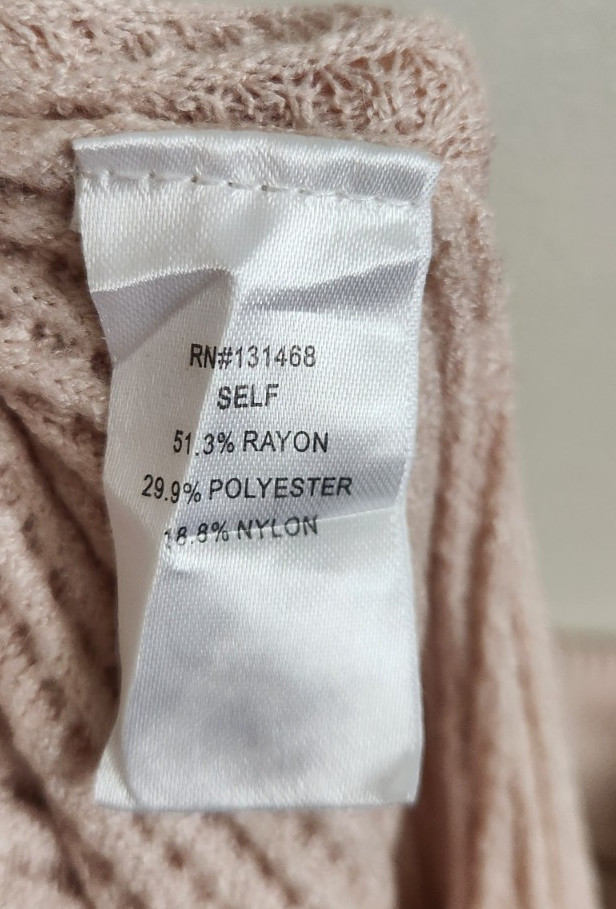 RN#131468
SELF
51.3% RAYON
29.9% POLYESTER
18.8% NYLON